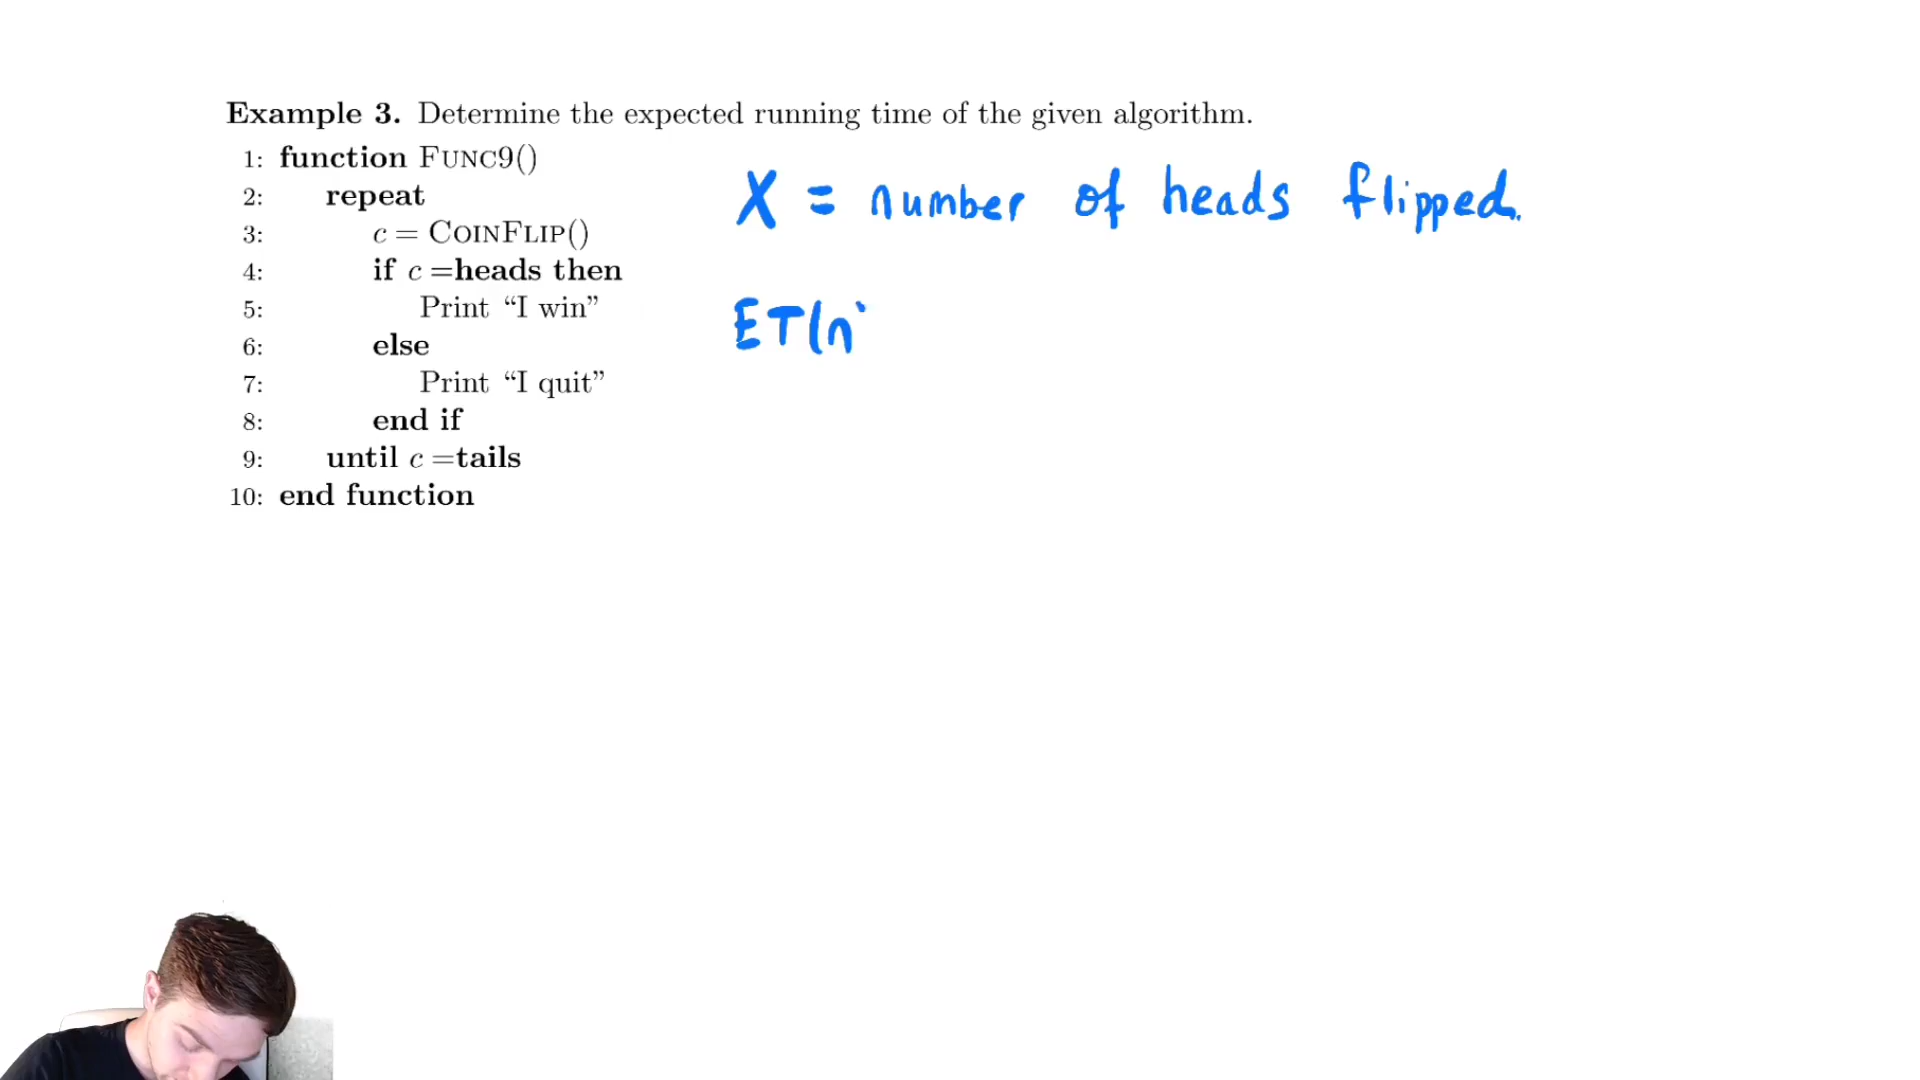 Example 3. Determine the expected running time of the given algorithm.
1: function FUNC9()
2: repeat
3: c = COINFLIP()
4: if c =heads then
5: Print “I win”
6: else
7: Print “I quit”
8: end if
9: until c =tails
10: end function
X = number of heads flipped.
ET(n